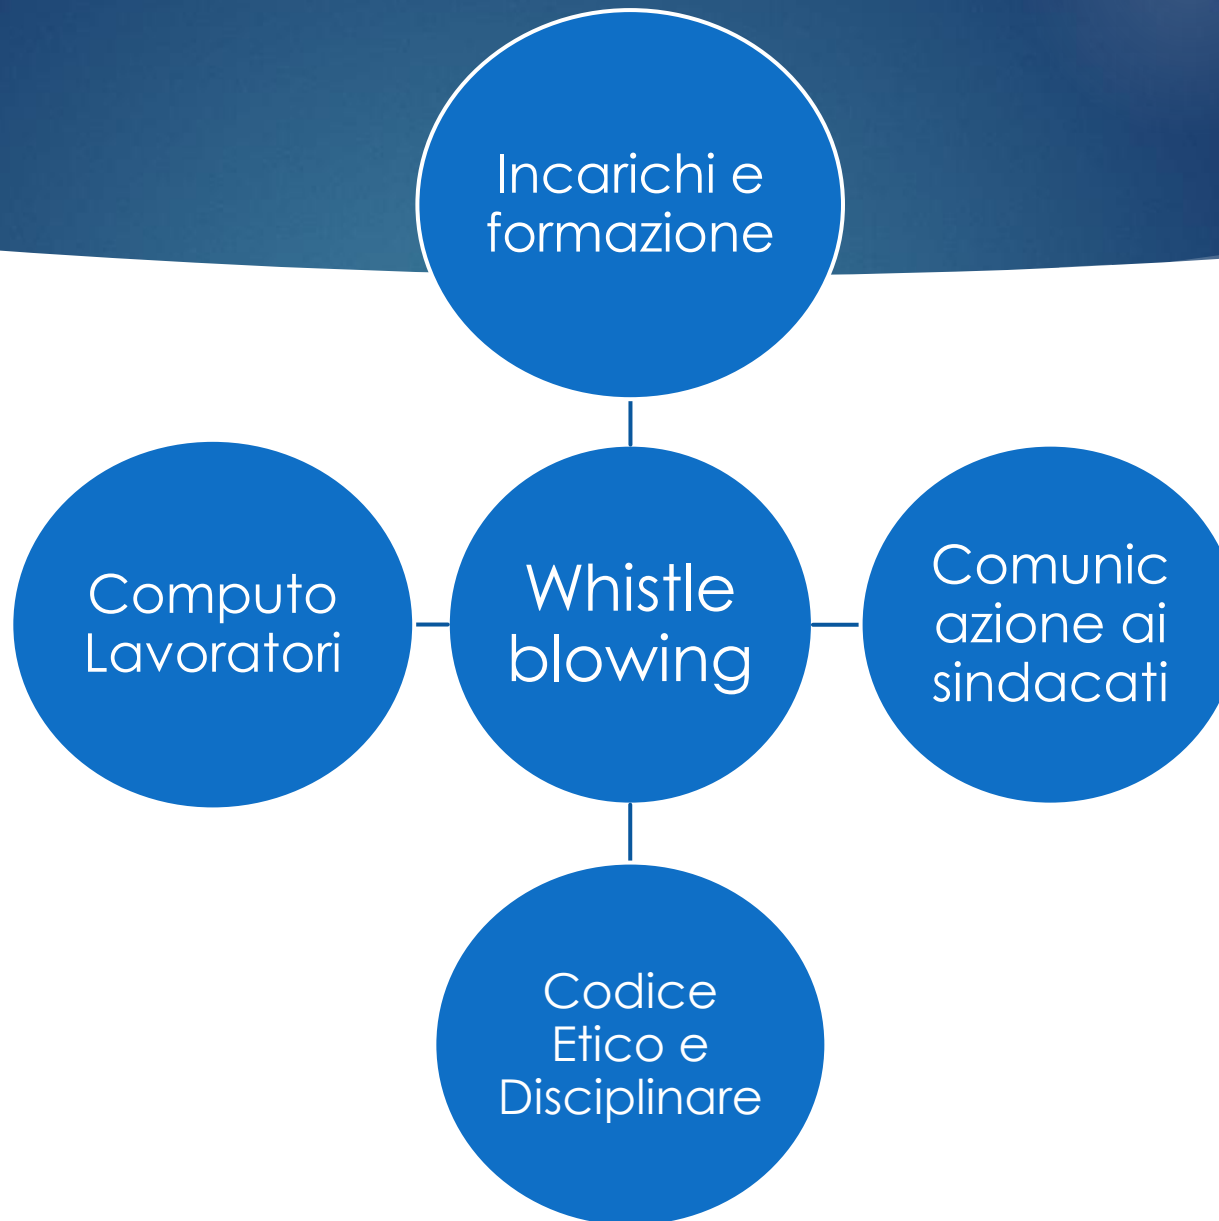 Incarichi e
formazione
Computo
Lavoratori
Whistle
blowing
Comunic
azione ai
sindacati
Codice
Etico e
Disciplinare